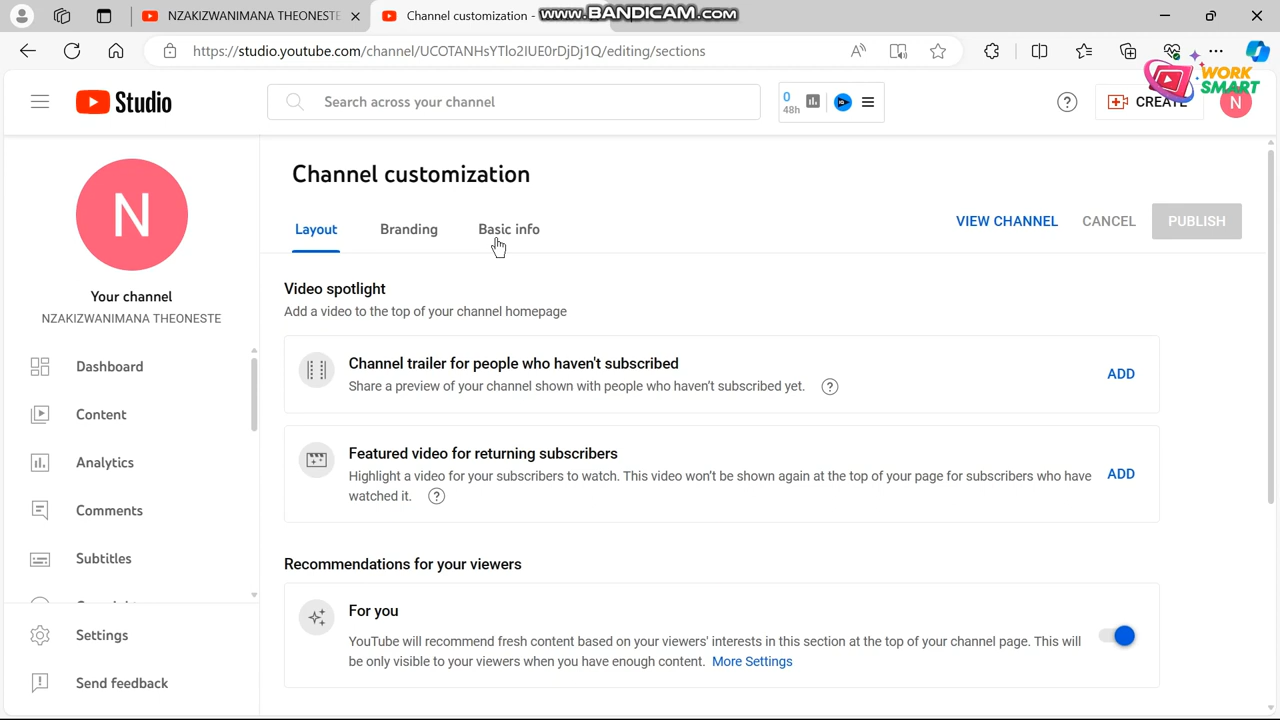 NZAKIZWANIMANA THEONESTE
Channel customization -
www.BANDICAM.com
https://studio.youtube.com/channel/UCOTANHsYTlo2IUE0rDjDj1Q/editing/sections
WORK
SMART
Studio
Search across your channel
0
48h
CREATE
N
N
Channel customization
Layout
Branding
Basic info
VIEW CHANNEL
CANCEL
PUBLISH
Your channel
NZAKIZWANIMANA THEONESTE
Dashboard
Content
Analytics
Comments
Subtitles
Settings
Send feedback
Video spotlight
Add a video to the top of your channel homepage
Channel trailer for people who haven't subscribed
Share a preview of your channel shown with people who haven't subscribed yet.
ADD
Featured video for returning subscribers
Highlight a video for your subscribers to watch. This video won't be shown again at the top of your page for subscribers who have
watched it.
ADD
Recommendations for your viewers
For you
YouTube will recommend fresh content based on your viewers' interests in this section at the top of your channel page. This will
be only visible to your viewers when you have enough content. More Settings